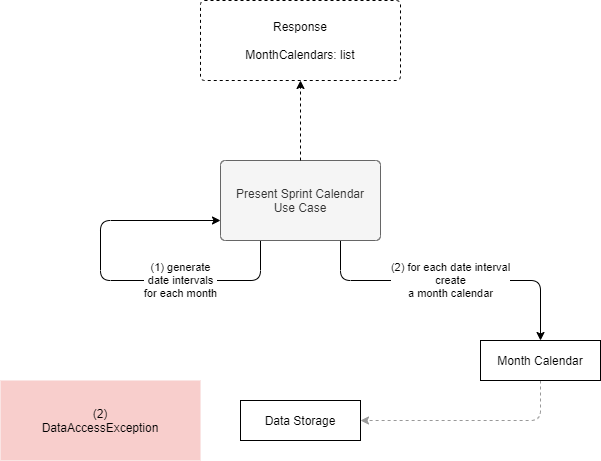 Response
MonthCalendars: list
Present Sprint Calendar
Use Case
(1) generate
date intervals
for each month
(2) for each date interval
create
a month calendar
Month Calendar
(2)
DataAccessException
Data Storage